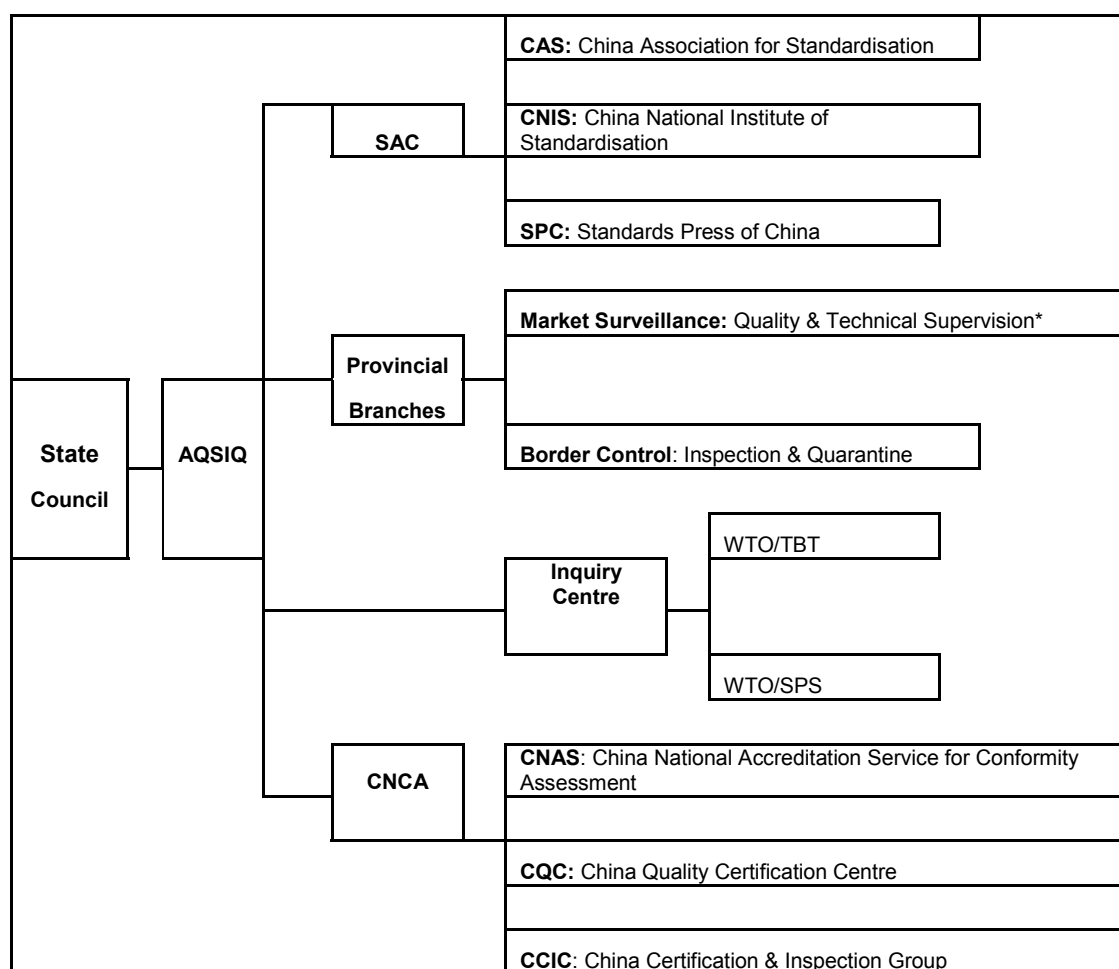 CAS: China Association for Standardisation
SAC
CNIS: China National Institute of
Standardisation
SPC: Standards Press of China
Market Surveillance: Quality & Technical Supervision*
Provincial
Branches
Border Control: Inspection & Quarantine
State
Council
AQSIQ
Inquiry
Centre
WTO/TBT
WTO/SPS
CNCA
CNAS: China National Accreditation Service for Conformity
Assessment
CQC: China Quality Certification Centre
CCIC: China Certification & Inspection Group